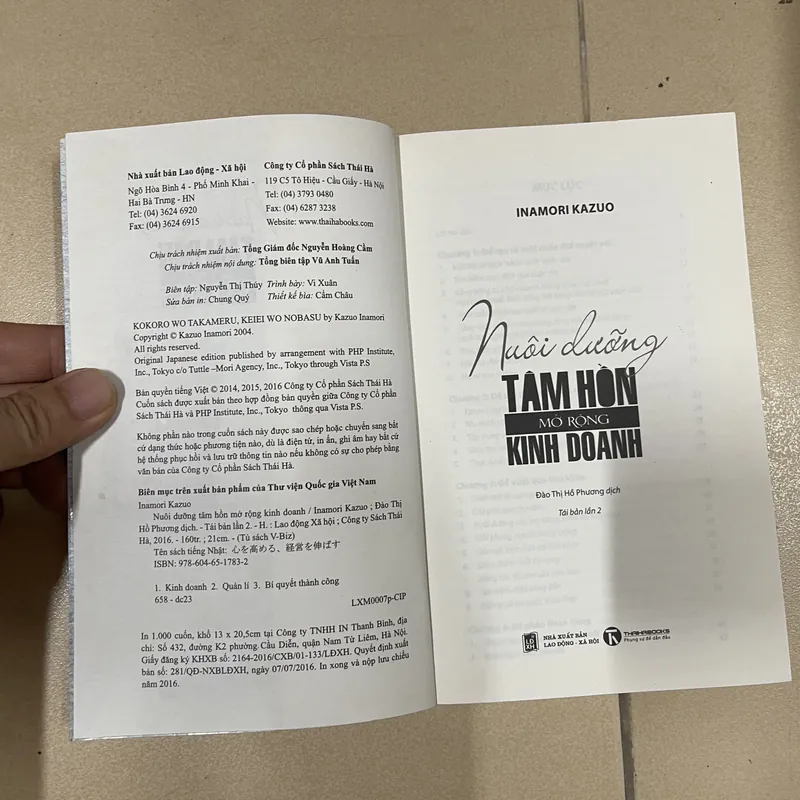 Nhà xuất bản Lao động - Xã hội
Ngõ Hòa Bình 4 - Phố Minh Khai -
Hai Bà Trưng - HN
Tel: (04) 3624 6920
Fax: (04) 3624 6915
Công ty Cổ phần Sách Thái Hà
119 C5 Tô Hiệu - Cầu Giấy - Hà Nội
Tel: (04) 3793 0480
Fax: (04) 6287 3238
Website: www.thaihabooks.com
Chịu trách nhiệm xuất bản: Tổng Giám đốc Nguyễn Hoàng Cầm
Chịu trách nhiệm nội dung: Tổng biên tập Vũ Anh Tuấn
Biên tập: Nguyễn Thị Thúy Trình bày: Vi Xuân
Sửa bản in: Chung Quý Thiết kế bìa: Cẩm Châu
KOKORO WO TAKAMERU, KEIEI WO NOBASU by Kazuo Inamori
Copyright © Kazuo Inamori 2004.
All rights reserved.
Original Japanese edition published by arrangement with PHP Institute,
Inc., Tokyo c/o Tuttle –Mori Agency, Inc., Tokyo through Vista P.S
Bản quyền tiếng Việt © 2014, 2015, 2016 Công ty Cổ phần Sách Thái Hà
Cuốn sách được xuất bản theo hợp đồng bản quyền giữa Công ty Cổ phần
Sách Thái Hà và PHP Institute, Inc., Tokyo thông qua Vista P.S.
Không phần nào trong cuốn sách này được sao chép hoặc chuyển sang bất
cứ dạng thức hoặc phương tiện nào, dù là điện tử, in ấn, ghi âm hay bất cứ
hệ thống phục hồi và lưu trữ thông tin nào nếu không có sự cho phép bằng
văn bản của Công ty Cổ phần Sách Thái Hà.
Biên mục trên xuất bản phẩm của Thư viện Quốc gia Việt Nam
Inamori Kazuo
Nuôi dưỡng tâm hồn mở rộng kinh doanh / Inamori Kazuo ; Đào Thị
Hồ Phương dịch. - Tái bản lần 2. - H. : Lao động Xã hội ; Công ty Sách Thái
Hà, 2016. - 160tr. ; 21cm. - (Tủ sách V-Biz)
Tên sách tiếng Nhật: 心を高める、経営を伸ばす
ISBN: 978-604-65-1783-2
1. Kinh doanh 2. Quản lí 3. Bí quyết thành công
658 - dc23
LXM0007p-CIP
In 1.000 cuốn, khổ 13 x 20,5cm tại Công ty TNHH IN Thanh Bình, địa
chỉ: Số 432, đường K2 phường Cầu Diễn, quận Nam Từ Liêm, Hà Nội.
Giấy đăng ký KHXB số: 2164-2016/CXB/01-133/LĐXH. Quyết định xuất
bản số: 281/QĐ-NXBLĐXH, ngày 07/07/2016. In xong và nộp lưu chiểu
năm 2016.
INAMORI KAZUO
Nuôi dưỡng
TÂM HỒN
MỞ RỘNG
KINH DOANH
Đào Thị Hồ Phương dịch
Tái bản lần 2
NHÀ XUẤT BẢN
LAO ĐỘNG - XÃ HỘI
THAIHABOOKS
Phụng sự để dẫn đầu